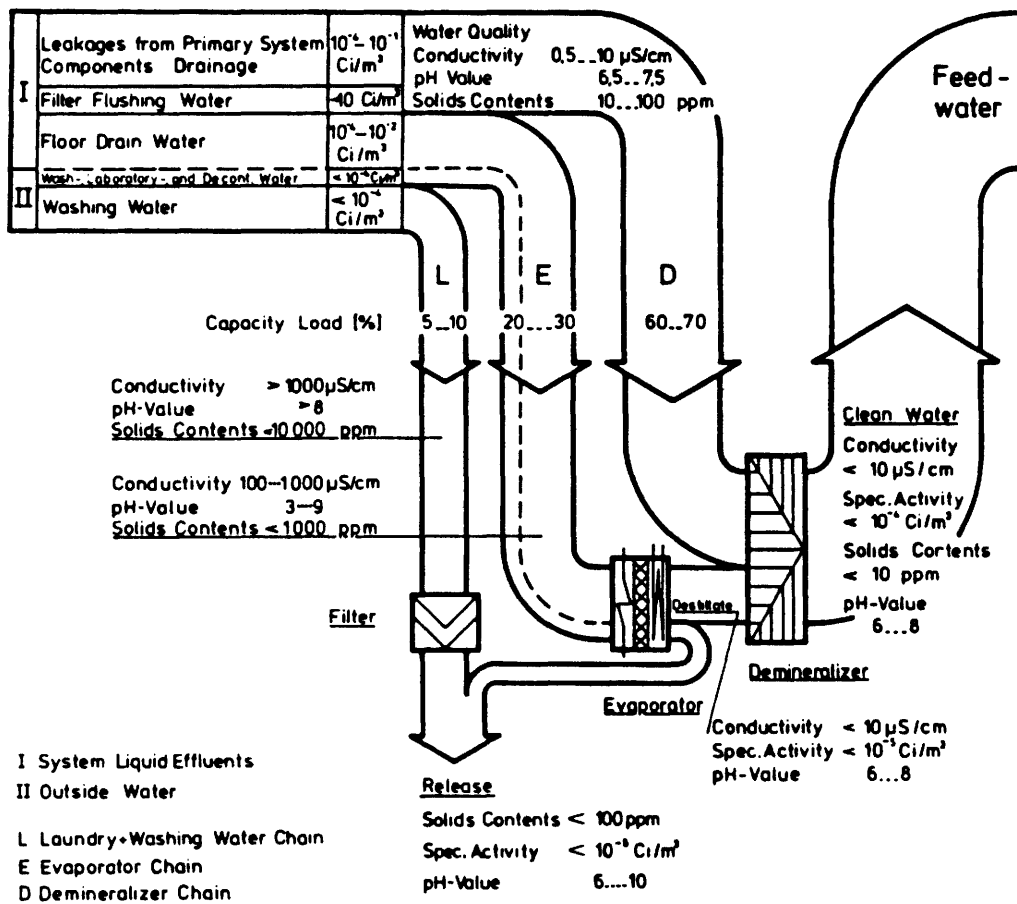 I
Leakages from Primary System
Components Drainage
10⁻⁴–10⁻¹
Ci/m³
Filter Flushing Water
~10 Ci/m³
Floor Drain Water
10⁻⁴–10⁻²
Ci/m³
II
Wash-Laboratory- and Decont. Water
< 10⁻⁴ Ci/m³
Washing Water
< 10⁻⁴
Ci/m³
Water Quality
Conductivity 0,5...10 µS/cm
pH Value 6,5...7,5
Solids Contents 10...100 ppm
Feed-
water
L
E
D
Capacity Load [%] 5...10 20....30 60..70
Conductivity > 1000µS/cm
pH-Value > 8
Solids Contents <10 000 ppm
Conductivity 100–1000µS/cm
pH-Value 3–9
Solids Contents < 1000 ppm
Clean Water
Conductivity
< 10 µS/cm
Spec. Activity
< 10⁻⁴ Ci/m³
Solids Contents
< 10 ppm
pH-Value
6...8
Filter
Evaporator
Demineralizer
Conductivity < 10 µS/cm
Spec. Activity < 10⁻⁵ Ci/m³
pH-Value 6...8
I System Liquid Effluents
II Outside Water
L Laundry+Washing Water Chain
E Evaporator Chain
D Demineralizer Chain
Release
Solids Contents < 100 ppm
Spec. Activity < 10⁻⁵ Ci/m³
pH-Value 6....10